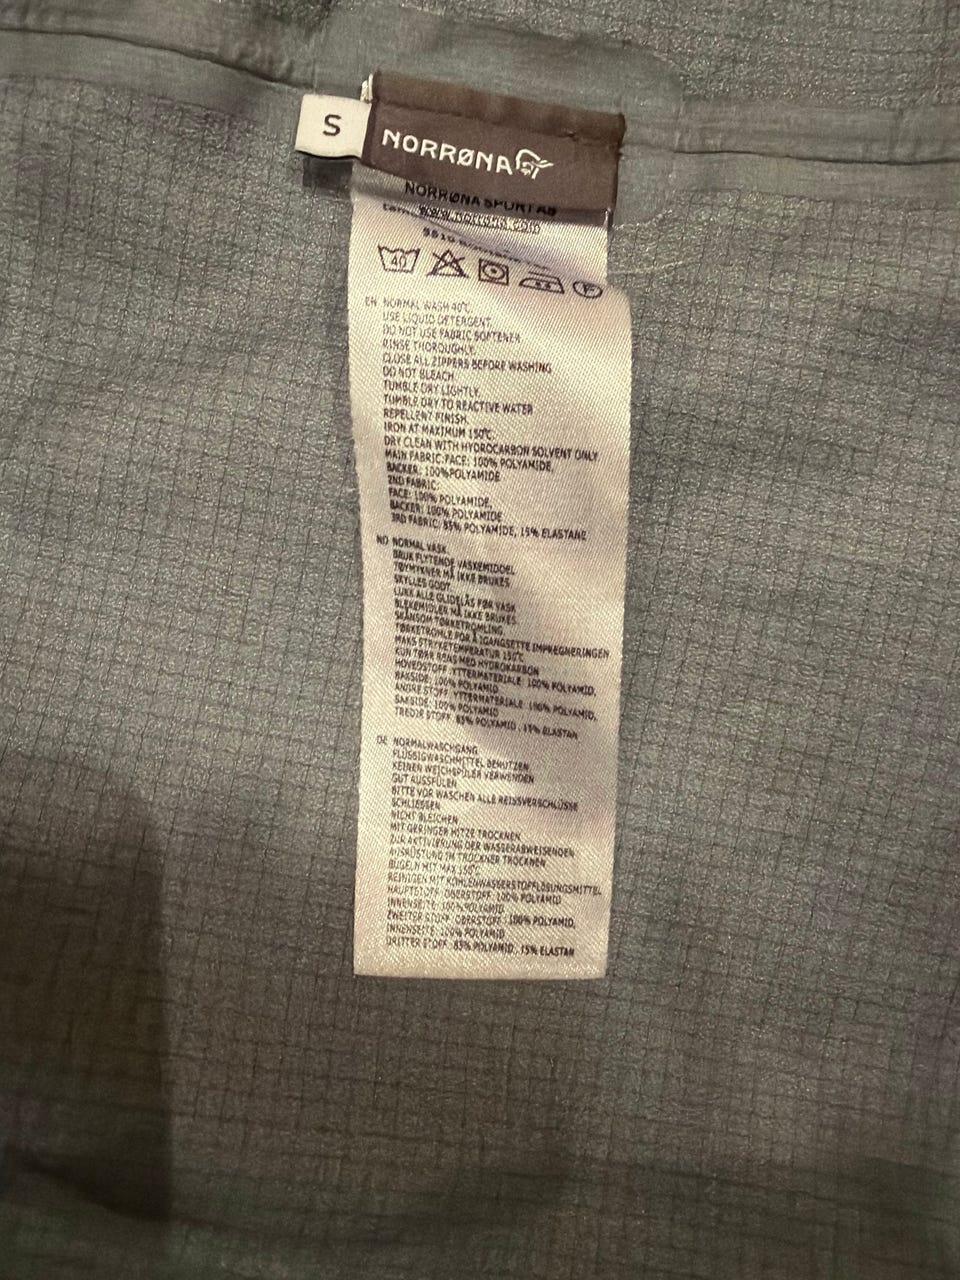 S
NORRØNA
NORRØNA SPORT AS
www.norrona.com
40
F
EN NORMAL WASH 40°C.
USE LIQUID DETERGENT.
DO NOT USE FABRIC SOFTENER
RINSE THOROUGHLY.
CLOSE ALL ZIPPERS BEFORE WASHING
DO NOT BLEACH.
TUMBLE DRY LIGHTLY.
TUMBLE DRY TO REACTIVE WATER
REPELLENT FINISH.
IRON AT MAXIMUM 150°C.
DRY CLEAN WITH HYDROCARBON SOLVENT ONLY
MAIN FABRIC:FACE: 100% POLYAMIDE,
BACKER: 100%POLYAMIDE
2ND FABRIC:
FACE: 100% POLYAMIDE,
BACKER: 100% POLYAMIDE
3RD FABRIC: 85% POLYAMIDE, 15% ELASTANE
NO NORMAL VASK.
BRUK FLYTENDE VASKEMIDDEL
TØYMYKNER MÅ IKKE BRUKES.
SKYLLES GODT.
LUKK ALLE GLIDELÅS FØR VASK
BLEKEMIDLER MÅ IKKE BRUKES.
SKÅNSOM TØRKETROMLING.
TØRKETROMLE FOR Å IGANGSETTE IMPREGNERINGEN
MAKS STRYKETEMPERATUR 150°C
KUN TØRR RENS MED HYDROKARBON
HOVEDSTOFF: YTTERMATERIALE: 100% POLYAMID,
BAKSIDE: 100% POLYAMID
ANDRE STOFF: YTTERMATERIALE: 100% POLYAMID,
BAKSIDE: 100% POLYAMID
TREDJE STOFF: 85% POLYAMID, 15% ELASTAN
DE NORMALWASCHGANG.
FLÜSSIGWASCHMITTEL BENUTZEN
KEINEN WEICHSPÜLER VERWENDEN
GUT AUSSPÜLEN
BITTE VOR WASCHEN ALLE REISSVERSCHLÜSSE
SCHLIESSEN.
NICHT BLEICHEN.
MIT GERINGER HITZE TROCKNEN
ZUR AKTIVIERUNG DER WASSERABWEISENDEN
AUSRÜSTUNG IM TROCKNER TROCKNEN
BÜGELN MIT MAX 150°C
REINIGEN MIT KOHLENWASSERSTOFFLÖSUNGSMITTEL
HAUPTSTOFF: OBERSTOFF: 100% POLYAMID
INNENSEITE: 100%POLYAMID
ZWEITER STOFF: OBERSTOFF: 100% POLYAMID,
INNENSEITE: 100% POLYAMID
DRITTER STOFF: 85% POLYAMID, 15% ELASTAN